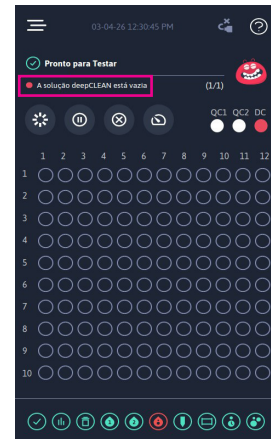 03-04-26 12:30:45 PM
Pronto para Testar
A solução deepCLEAN está vazia (1/1)
QC1 QC2 DC
1 2 3 4 5 6 7 8 9 10 11 12
1
2
3
4
5
6
7
8
9
10